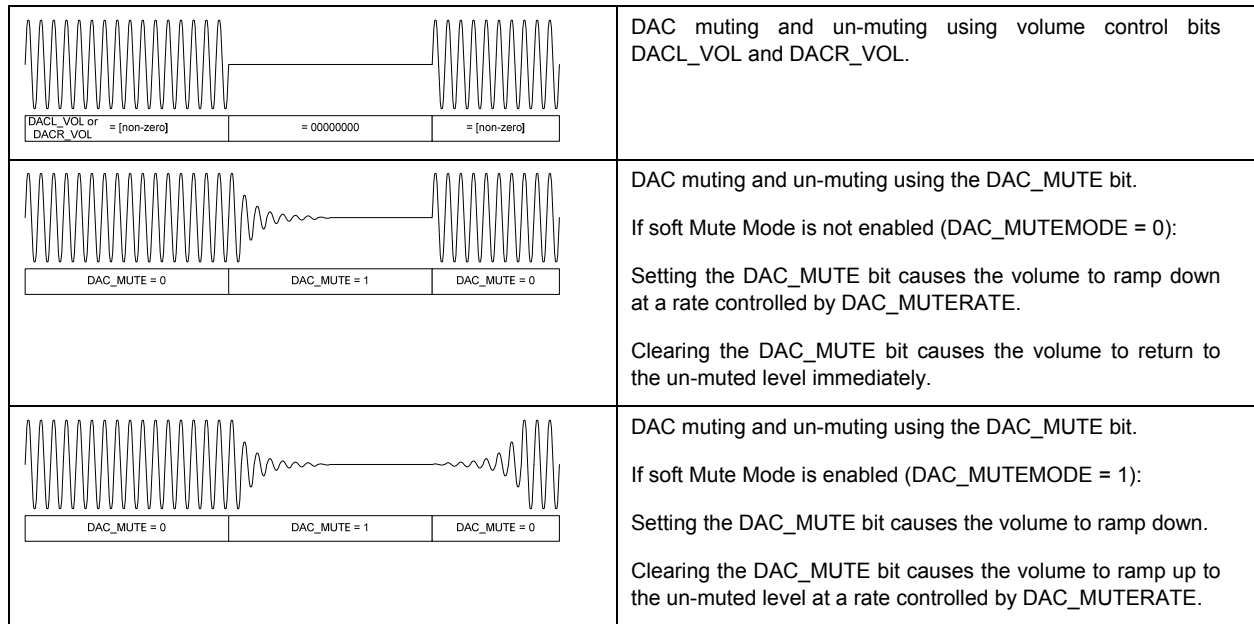 DACL_VOL or
DACR_VOL
= [non-zero]
= 00000000
= [non-zero]
DAC muting and un-muting using volume control bits
DACL_VOL and DACR_VOL.
DAC_MUTE = 0
DAC_MUTE = 1
DAC_MUTE = 0
DAC muting and un-muting using the DAC_MUTE bit.
If soft Mute Mode is not enabled (DAC_MUTEMODE = 0):
Setting the DAC_MUTE bit causes the volume to ramp down
at a rate controlled by DAC_MUTERATE.
Clearing the DAC_MUTE bit causes the volume to return to
the un-muted level immediately.
DAC_MUTE = 0
DAC_MUTE = 1
DAC_MUTE = 0
DAC muting and un-muting using the DAC_MUTE bit.
If soft Mute Mode is enabled (DAC_MUTEMODE = 1):
Setting the DAC_MUTE bit causes the volume to ramp down.
Clearing the DAC_MUTE bit causes the volume to ramp up to
the un-muted level at a rate controlled by DAC_MUTERATE.